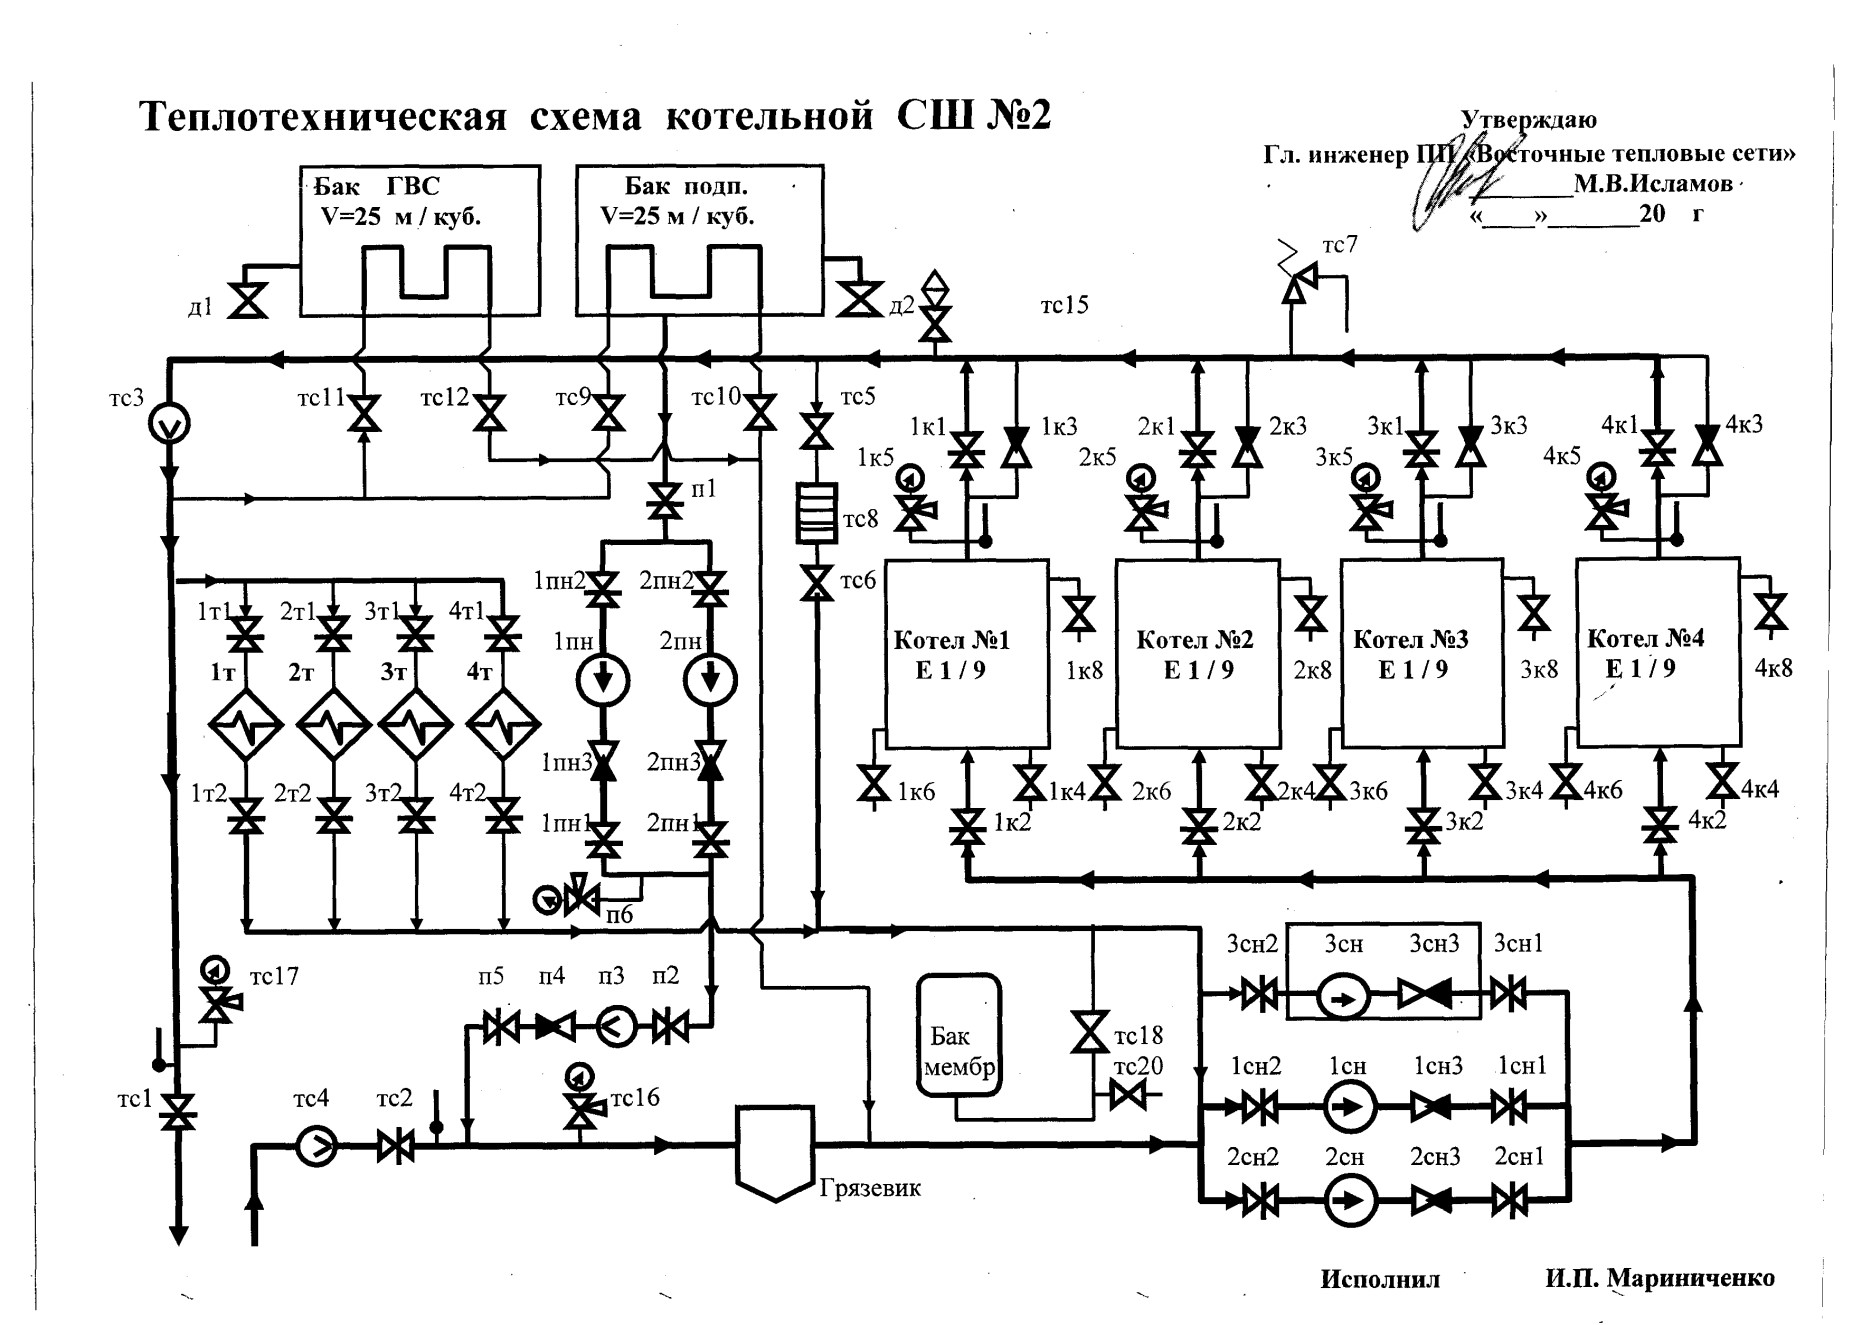 Теплотехническая схема котельной СШ №2
Утверждаю
Гл. инженер ПП «Восточные тепловые сети»
________М.В.Исламов
«____»_______20 г
Бак ГВС
V=25 м / куб.
Бак подп.
V=25 м / куб.
д1
д2
тс15
тс7
тс3
тс11
тс12
тс9
тс10
тс5
1к1
1к3
2к1
2к3
3к1
3к3
4к1
4к3
1к5
2к5
3к5
4к5
п1
тс8
1пн2
2пн2
тс6
1т1
2т1
3т1
4т1
1пн
2пн
Котел №1
Е 1 / 9
Котел №2
Е 1 / 9
Котел №3
Е 1 / 9
Котел №4
Е 1 / 9
1к8
2к8
3к8
4к8
1т
2т
3т
4т
1пн3
2пн3
1т2
2т2
3т2
4т2
1к6
1к4
2к6
2к4
3к6
3к4
4к6
4к4
1пн1
2пн1
1к2
2к2
3к2
4к2
п6
3сн2
3сн
3сн3
3сн1
тс17
п5
п4
п3
п2
Бак
мембр
тс18
тс20
1сн2
1сн
1сн3
1сн1
тс1
тс4
тс2
тс16
2сн2
2сн
2сн3
2сн1
Грязевик
Исполнил И.П. Мариниченко